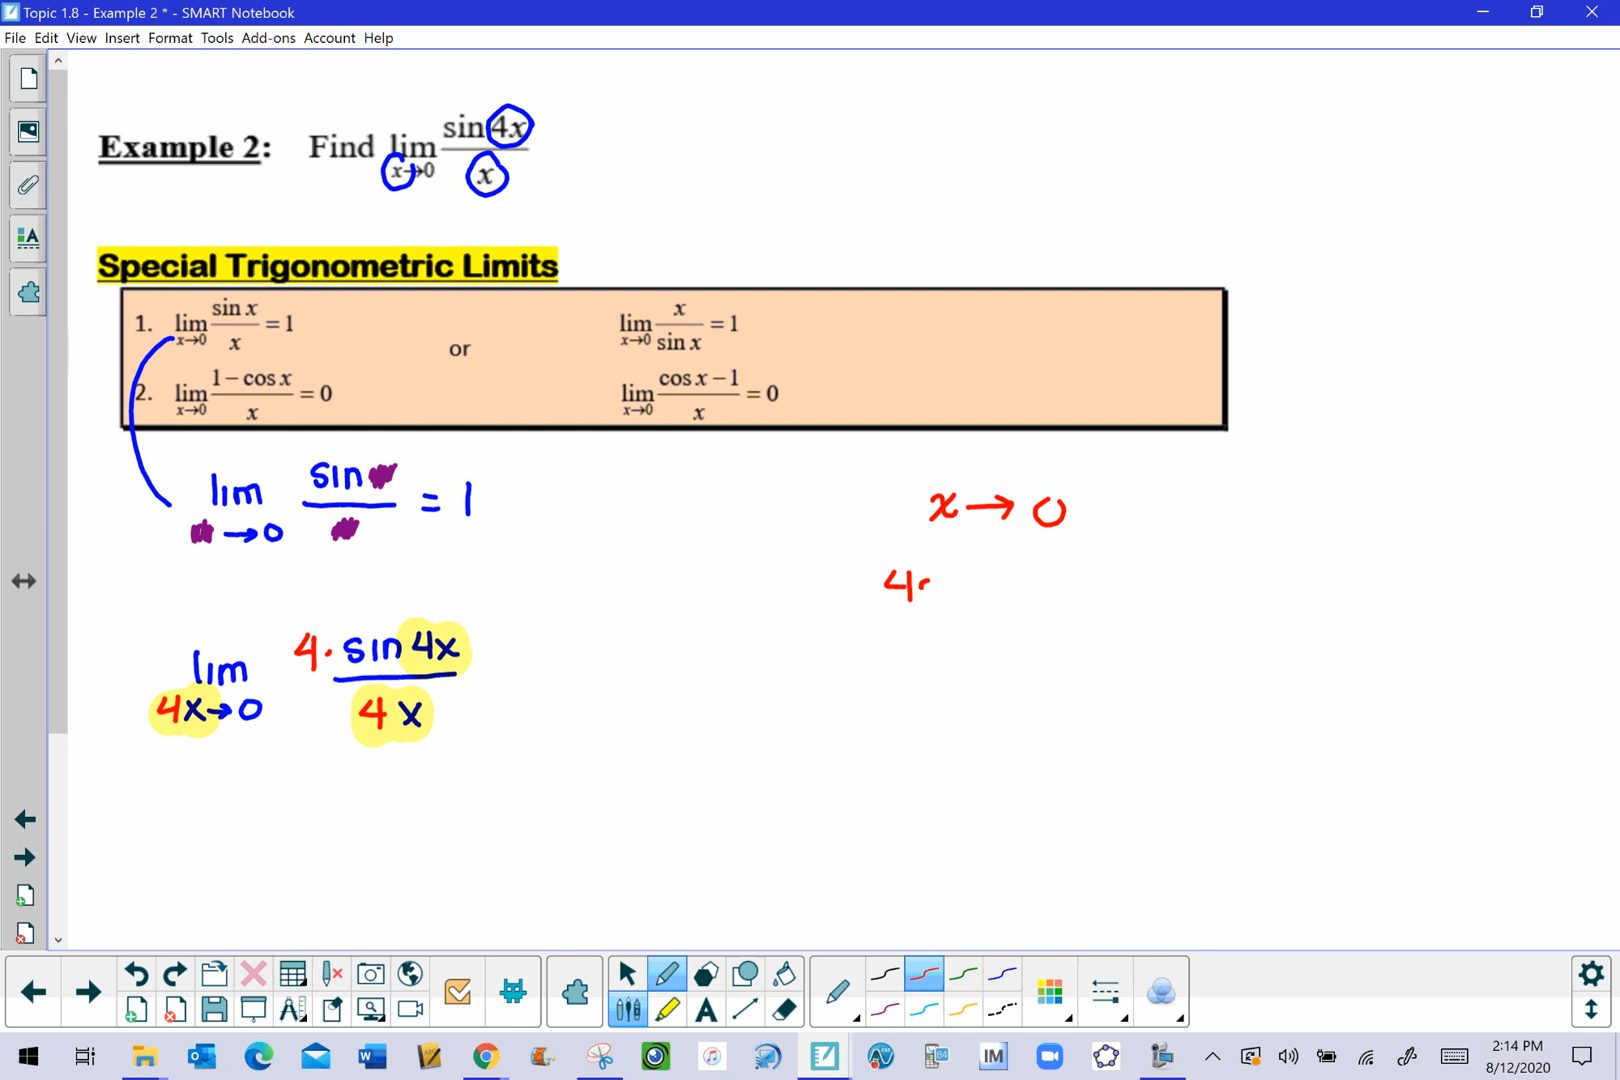 Topic 1.8 - Example 2 * - SMART Notebook
File Edit View Insert Format Tools Add-ons Account Help
Example 2: Find lim x→0 sin 4x / x
Special Trigonometric Limits
1. lim x→0 sin x / x = 1 or lim x→0 x / sin x = 1
2. lim x→0 1 − cos x / x = 0 lim x→0 cos x − 1 / x = 0
lim →0 sin / = 1
x → 0
4·
lim 4x→0 4· sin 4x / 4x
A
A
84
IM
2:14 PM
8/12/2020